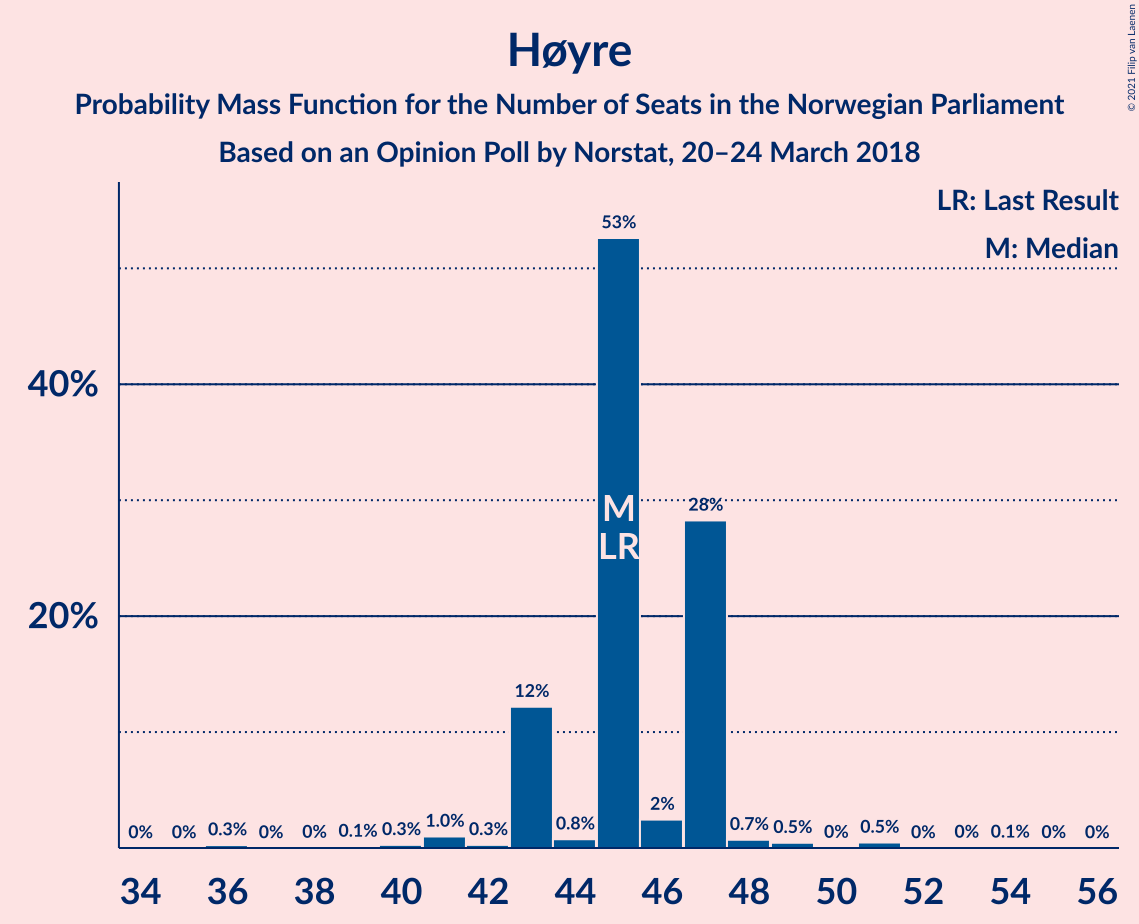 Høyre
Probability Mass Function for the Number of Seats in the Norwegian Parliament
Based on an Opinion Poll by Norstat, 20–24 March 2018
© 2021 Filip van Laenen
LR: Last Result
M: Median
53%
40%
M
28%
LR
20%
12%
2%
0% 0% 0.3% 0% 0% 0.1% 0.3% 1.0% 0.3% 0.8% 0.7% 0.5% 0% 0.5% 0% 0% 0.1% 0% 0%
34 36 38 40 42 44 46 48 50 52 54 56